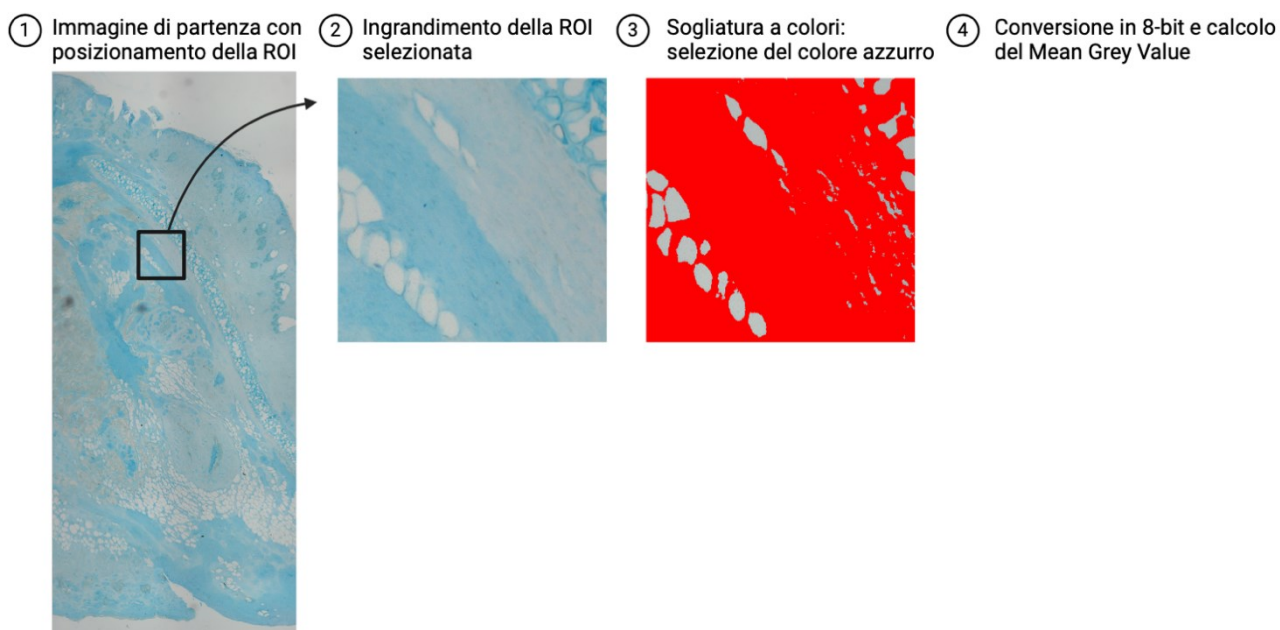 1 Immagine di partenza con
posizionamento della ROI
2 Ingrandimento della ROI
selezionata
3 Sogliatura a colori:
selezione del colore azzurro
4 Conversione in 8-bit e calcolo
del Mean Grey Value